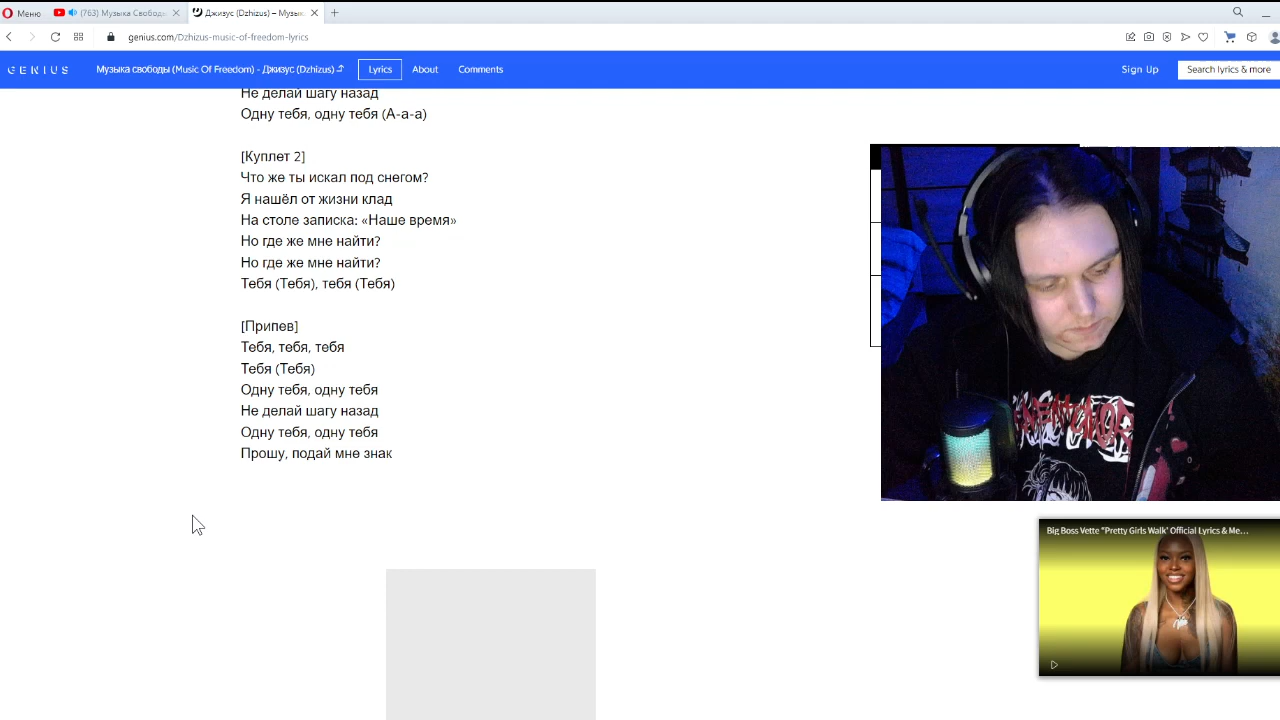 Меню
(763) Музыка Свобод
Джизус (Dzhizus) – Музык
genius.com/Dzhizus-music-of-freedom-lyrics
GENIUS
Музыка свободы (Music Of Freedom) - Джизус (Dzhizus)
Lyrics
About
Comments
Sign Up
Search lyrics & more
Не делай шагу назад
Одну тебя, одну тебя (А-а-а)
[Куплет 2]
Что же ты искал под снегом?
Я нашёл от жизни клад
На столе записка: «Наше время»
Но где же мне найти?
Но где же мне найти?
Тебя (Тебя), тебя (Тебя)
[Припев]
Тебя, тебя, тебя
Тебя (Тебя)
Одну тебя, одну тебя
Не делай шагу назад
Одну тебя, одну тебя
Прошу, подай мне знак
Big Boss Vette "Pretty Girls Walk' Official Lyrics & Me...